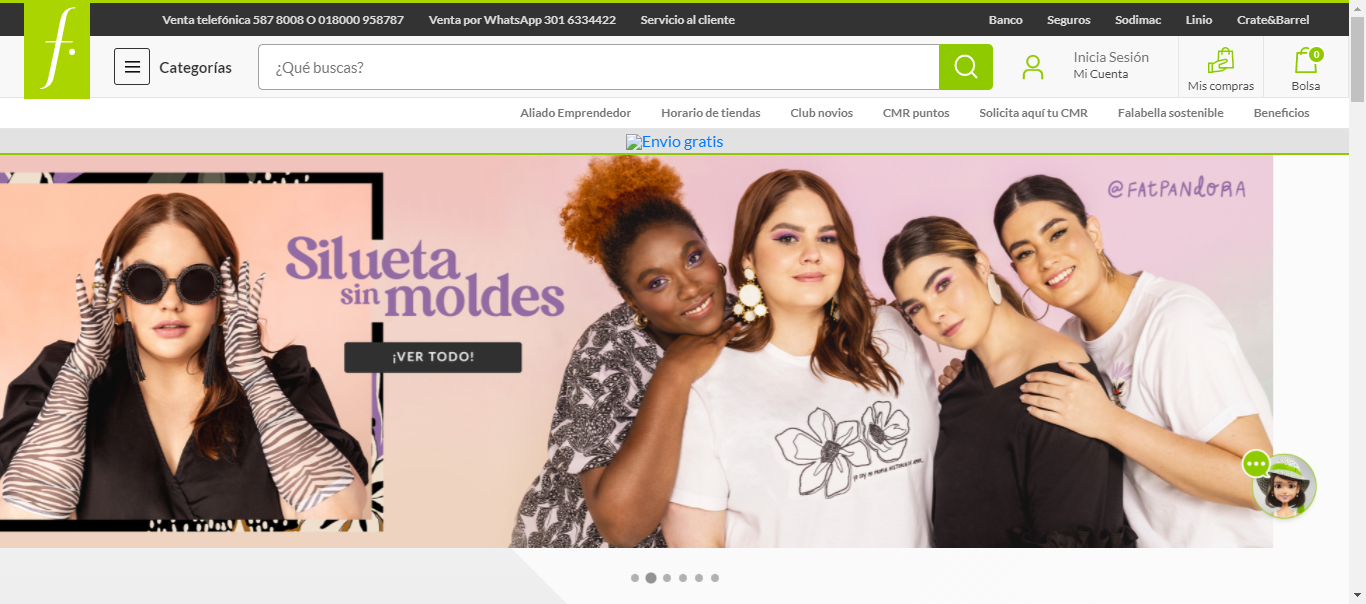 Venta telefónica 587 8008 O 018000 958787 Venta por WhatsApp 301 6334422 Servicio al cliente Banco Seguros Sodimac Linio Crate&Barrel
f.
Categorías
¿Qué buscas?
Inicia Sesión
Mi Cuenta
Mis compras
0
Bolsa
Aliado Emprendedor Horario de tiendas Club novios CMR puntos Solicita aquí tu CMR Falabella sostenible Beneficios
Envio gratis
@FATPANDORA
Silueta
sin moldes
¡VER TODO!